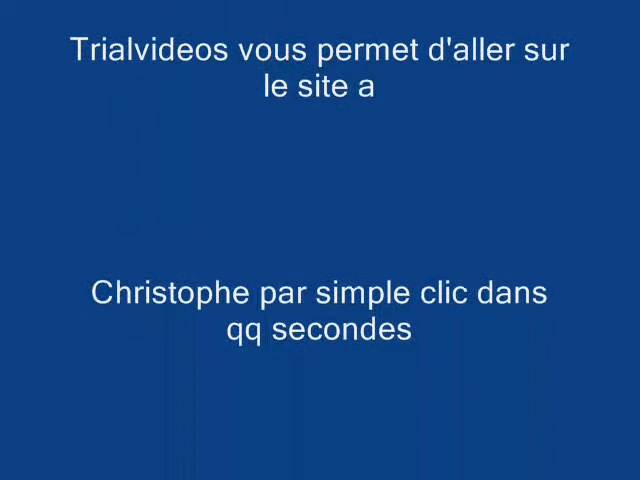 Trialvideos vous permet d'aller sur
le site a
Christophe par simple clic dans
qq secondes